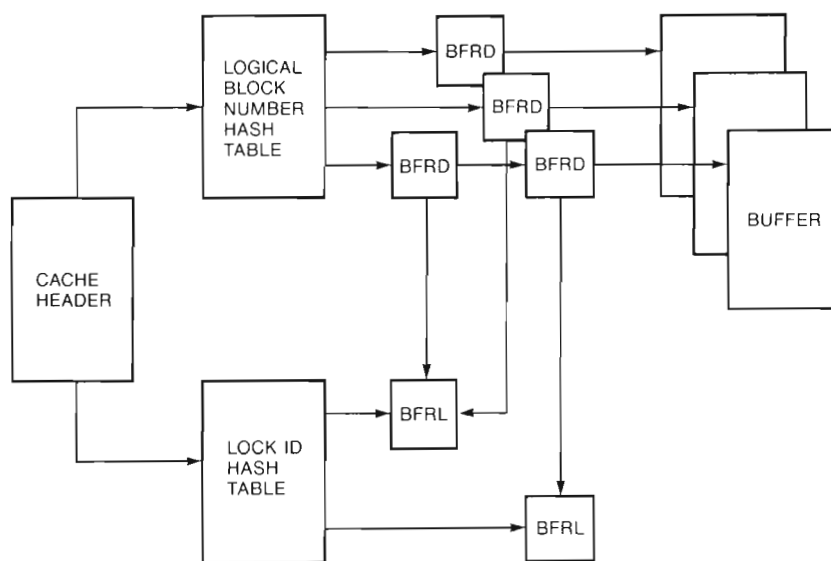 LOGICAL
BLOCK
NUMBER
HASH
TABLE
BFRD
BFRD
BFRD
BFRD
BUFFER
CACHE
HEADER
BFRL
LOCK ID
HASH
TABLE
BFRL